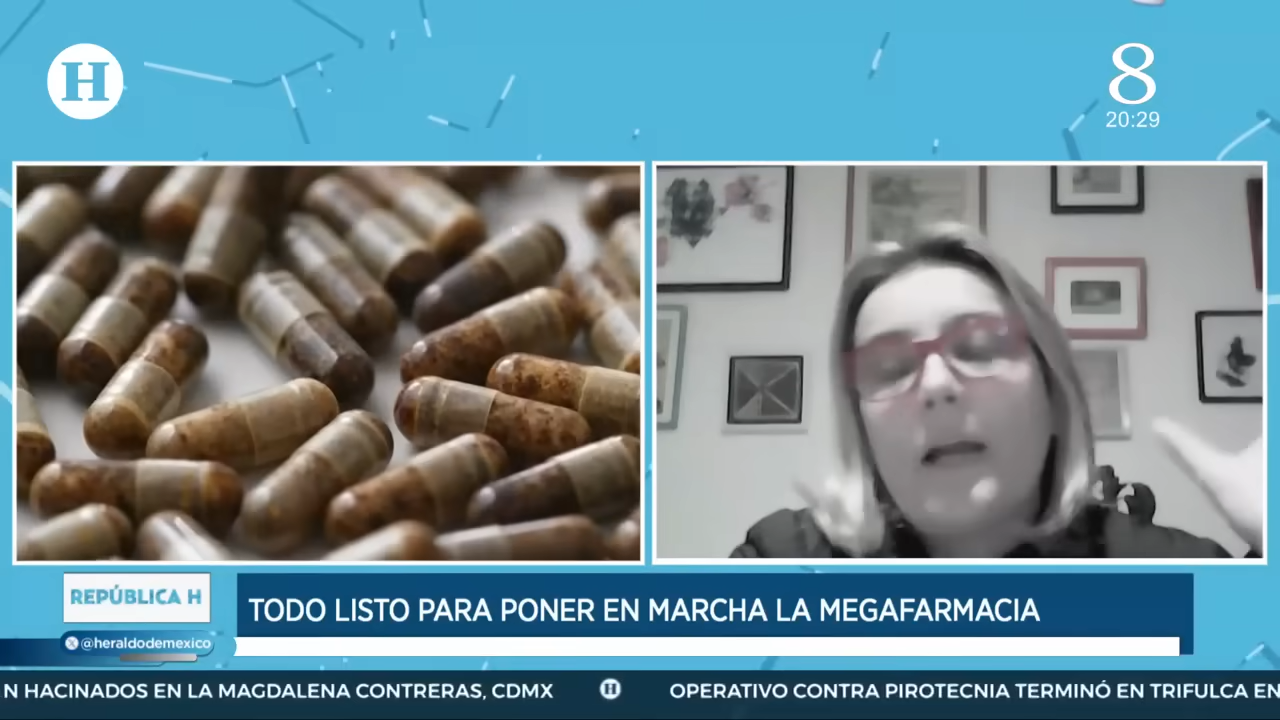 H
8
20:29
REPÚBLICA H
TODO LISTO PARA PONER EN MARCHA LA MEGAFARMACIA
@heraldodemexico
N HACINADOS EN LA MAGDALENA CONTRERAS, CDMX H OPERATIVO CONTRA PIROTECNIA TERMINÓ EN TRIFULCA EN